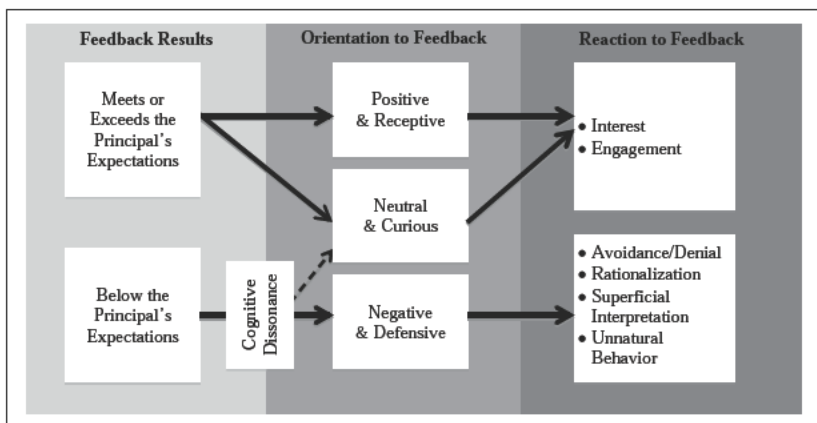 Feedback Results
Orientation to Feedback
Reaction to Feedback
Meets or
Exceeds the
Principal's
Expectations
Positive
& Receptive
• Interest
• Engagement
Neutral
& Curious
Below the
Principal's
Expectations
Cognitive
Dissonance
Negative
& Defensive
• Avoidance/Denial
• Rationalization
• Superficial
Interpretation
• Unnatural
Behavior